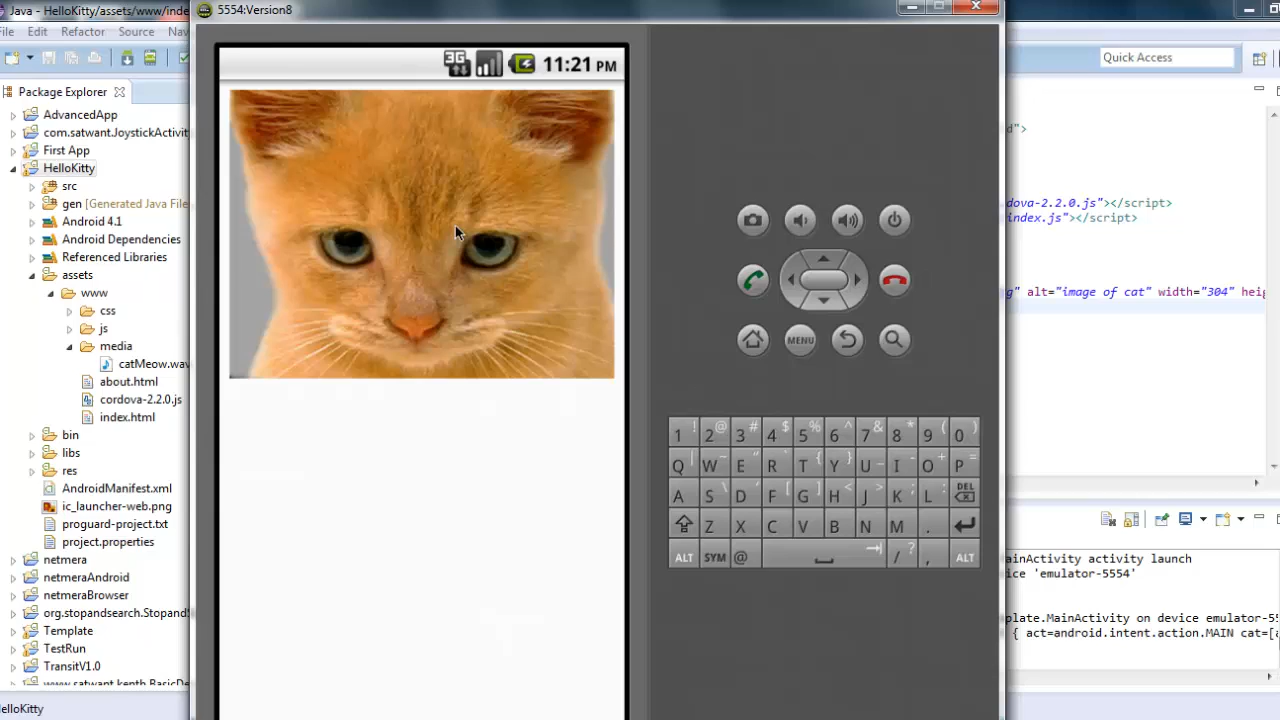 Java - HelloKitty/assets/www/inde
5554:Version8
File Edit Refactor Source
Quick Access
Package Explorer
3G 11:21 PM
AdvancedApp
com.satwant.JoystickActivit
First App
HelloKitty
src
gen [Generated Java File
Android 4.1
Android Dependencies
Referenced Libraries
assets
www
css
js
media
catMeow.wav
about.html
cordova-2.2.0.js
index.html
bin
libs
res
AndroidManifest.xml
ic_launcher-web.png
proguard-project.txt
project.properties
netmera
netmeraAndroid
netmeraBrowser
org.stopandsearch.Stopands
Template
TestRun
TransitV1.0
www.satwant.kenth.BasicDe
HelloKitty
MENU
1 ! 2 @ 3 # 4 $ 5 % 6 ^ 7 & 8 * 9 ( 0 )
Q | W ~ E " R ` T { Y } U _ I - O + P =
A S \ D ' F [ G ] H < J > K ; L : DEL
Z X C V B N M .
ALT SYM @ / ? , ALT
d">
dova-2.2.0.js"></script>
index.js"></script>
g" alt="image of cat" width="304" heig
ainActivity activity launch
ice 'emulator-5554'
plate.MainActivity on device emulator-55
{ act=android.intent.action.MAIN cat=[a